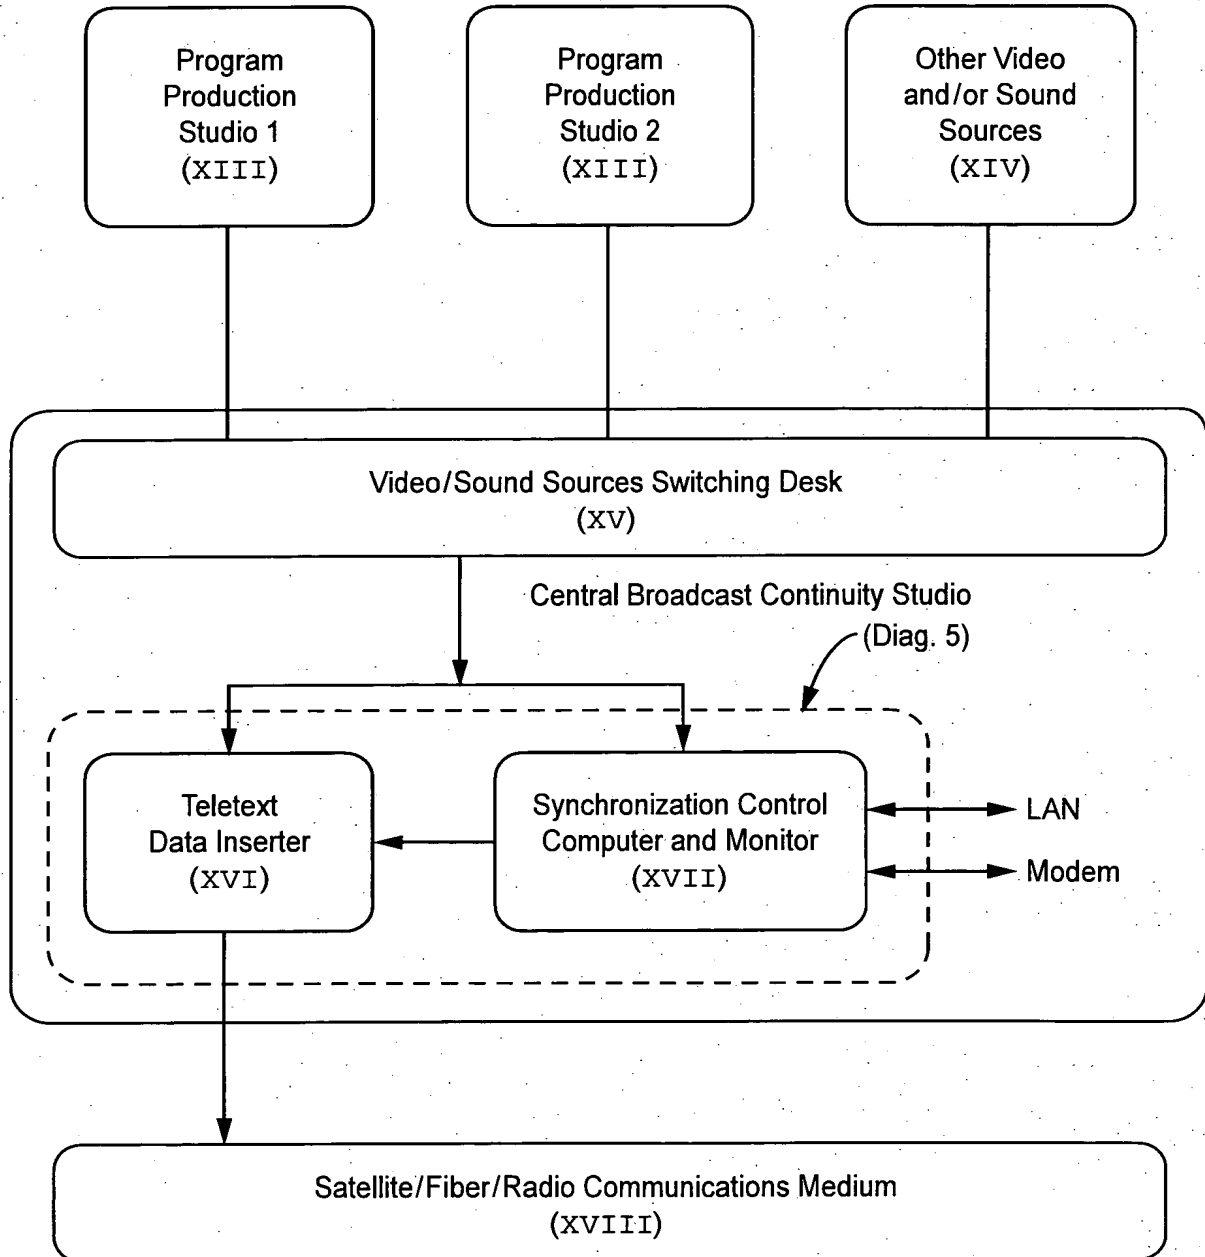 Program
Production
Studio 1
(XIII)
Program
Production
Studio 2
(XIII)
Other Video
and/or Sound
Sources
(XIV)
Video/Sound Sources Switching Desk
(XV)
Central Broadcast Continuity Studio
(Diag. 5)
Teletext
Data Inserter
(XVI)
Synchronization Control
Computer and Monitor
(XVII)
LAN
Modem
Satellite/Fiber/Radio Communications Medium
(XVIII)